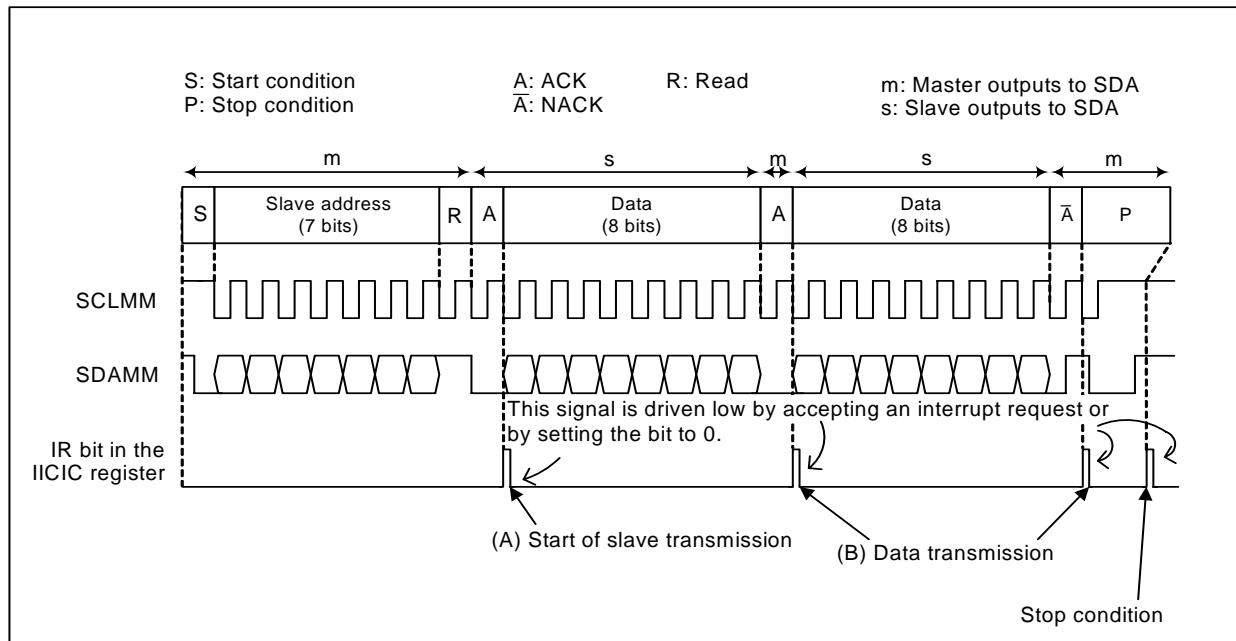 S: Start condition
P: Stop condition
A: ACK
A̅: NACK
R: Read
m: Master outputs to SDA
s: Slave outputs to SDA
m s m s m
S Slave address (7 bits) R A Data (8 bits) A Data (8 bits) A̅ P
SCLMM
SDAMM
This signal is driven low by accepting an interrupt request or
by setting the bit to 0.
IR bit in the
IICIC register
(A) Start of slave transmission
(B) Data transmission
Stop condition